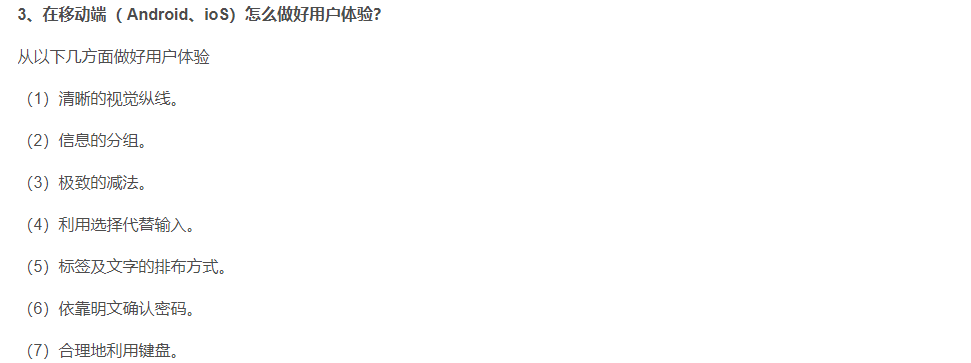 3、在移动端（ Android、ioS）怎么做好用户体验?
从以下几方面做好用户体验
（1）清晰的视觉纵线。
（2）信息的分组。
（3）极致的减法。
（4）利用选择代替输入。
（5）标签及文字的排布方式。
（6）依靠明文确认密码。
（7）合理地利用键盘。